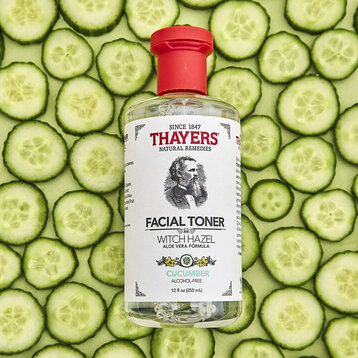 SINCE 1847
THAYERS®
NATURAL REMEDIES
FACIAL TONER
WITCH HAZEL
ALOE VERA FORMULA
CUCUMBER
ALCOHOL-FREE
12 fl oz (355 mL)